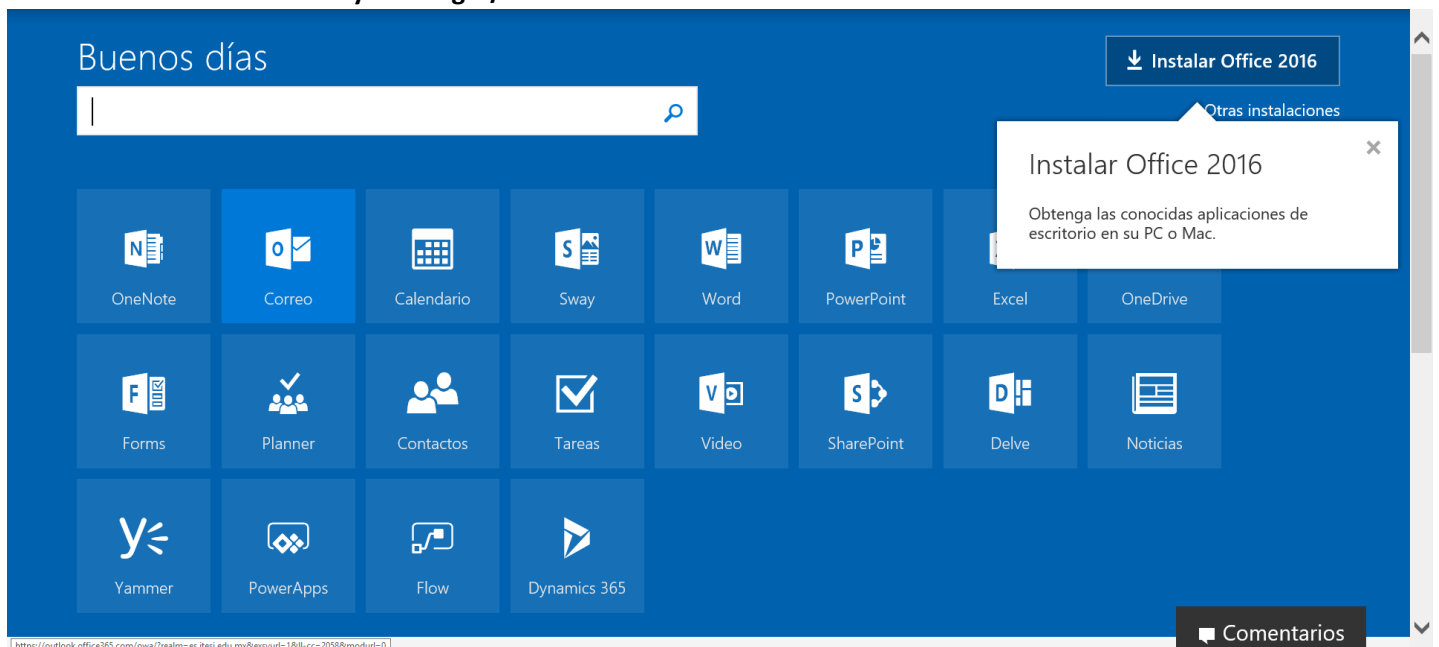 Buenos días
Instalar Office 2016
Otras instalaciones
Instalar Office 2016
Obtenga las conocidas aplicaciones de
escritorio en su PC o Mac.
OneNote
Correo
Calendario
Sway
Word
PowerPoint
Excel
OneDrive
Forms
Planner
Contactos
Tareas
Video
SharePoint
Delve
Noticias
Yammer
PowerApps
Flow
Dynamics 365
Comentarios